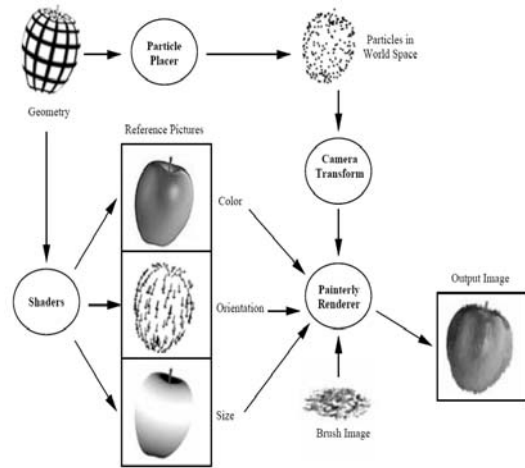 Particle
Placer
Particles in
World Space
Geometry
Reference Pictures
Camera
Transform
Color
Shaders
Orientation
Painterly
Renderer
Output Image
Size
Brush Image